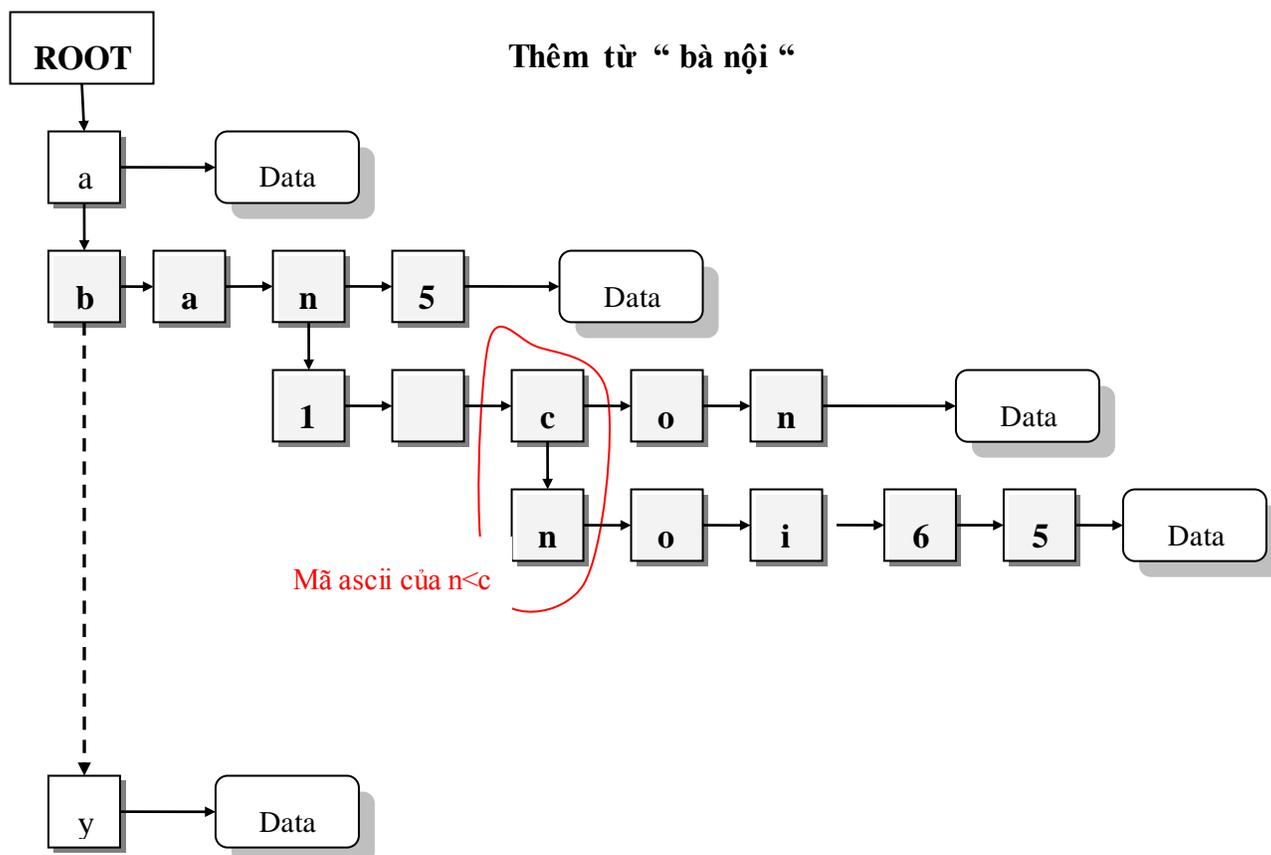 ROOT
Thêm từ “ bà nội “
a Data
b a n 5 Data
1 c o n Data
n o i 6 5 Data
Mã ascii của n<c
y Data